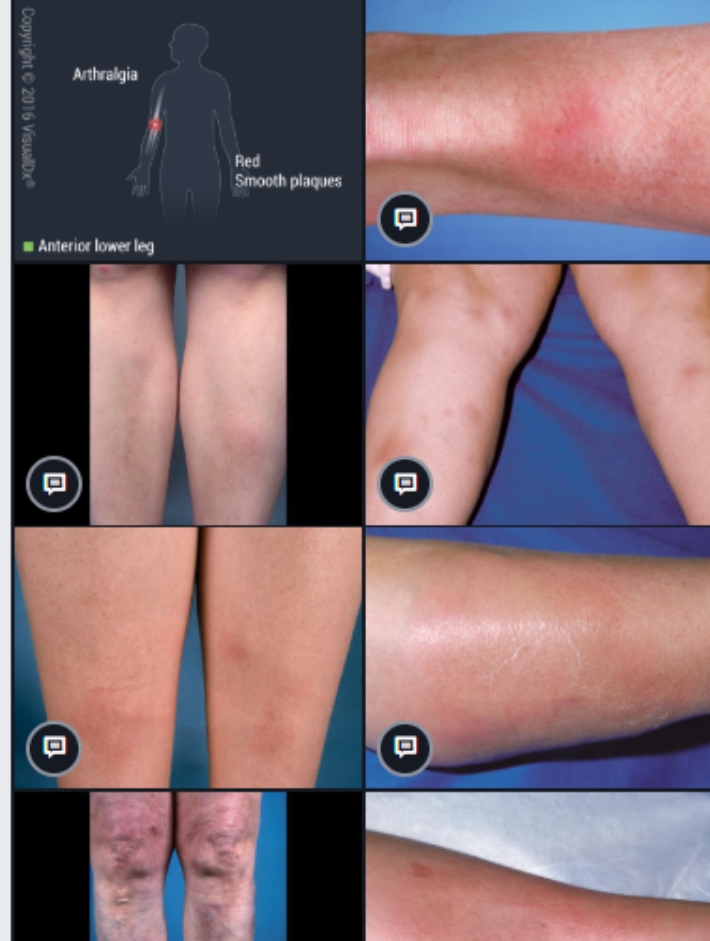 Copyright © 2016 VisualDx®
Arthralgia
Red
Smooth plaques
Anterior lower leg